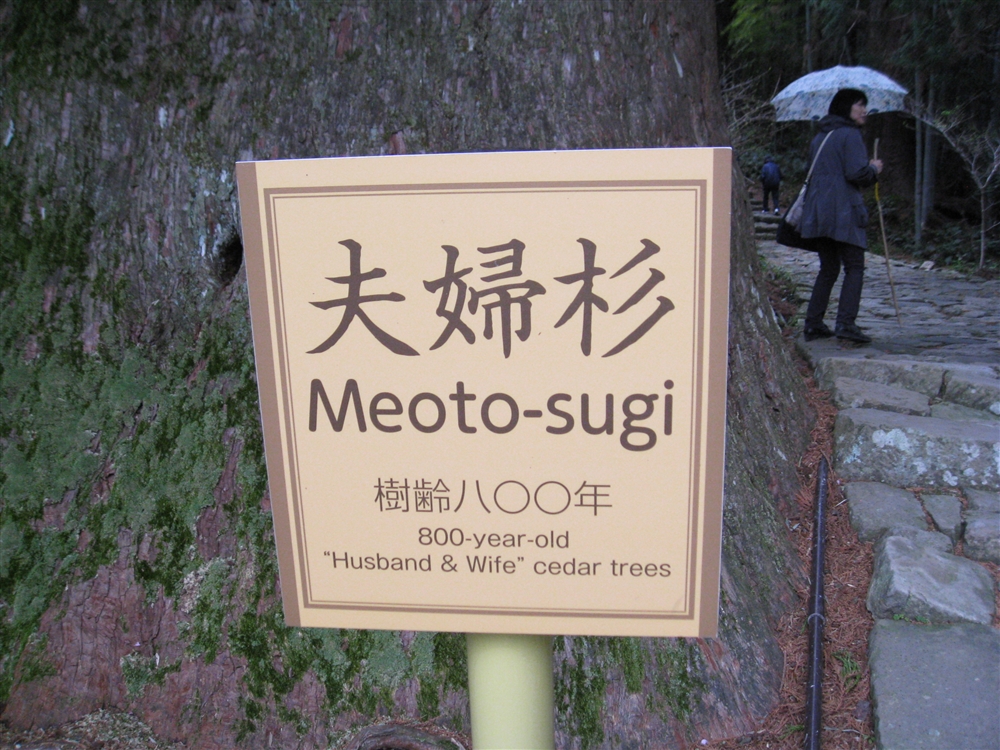 夫婦杉
Meoto-sugi
樹齢八〇〇年
800-year-old
“Husband & Wife” cedar trees